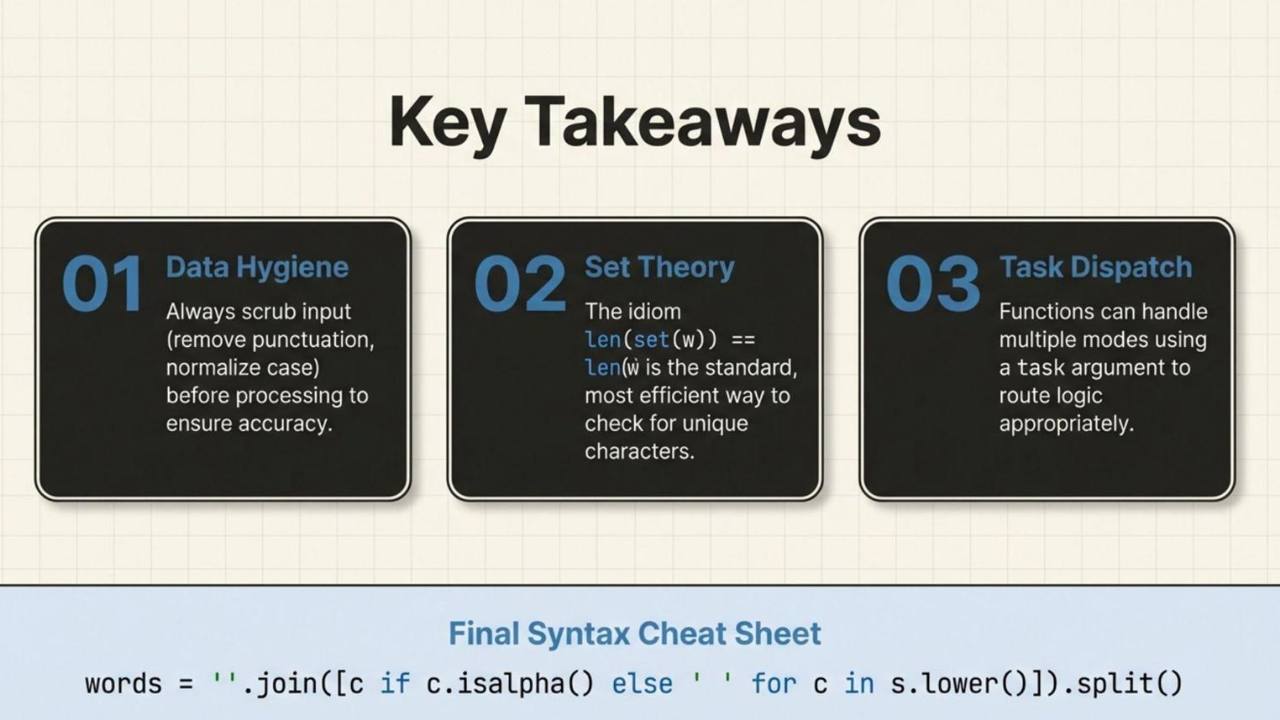 Key Takeaways
01
Data Hygiene
Always scrub input
(remove punctuation,
normalize case)
before processing to
ensure accuracy.
02
Set Theory
The idiom
len(set(w)) ==
len(w is the standard,
most efficient way to
check for unique
characters.
03
Task Dispatch
Functions can handle
multiple modes using
a task argument to
route logic
appropriately.
Final Syntax Cheat Sheet
words = ''.join([c if c.isalpha() else ' ' for c in s.lower()]).split()